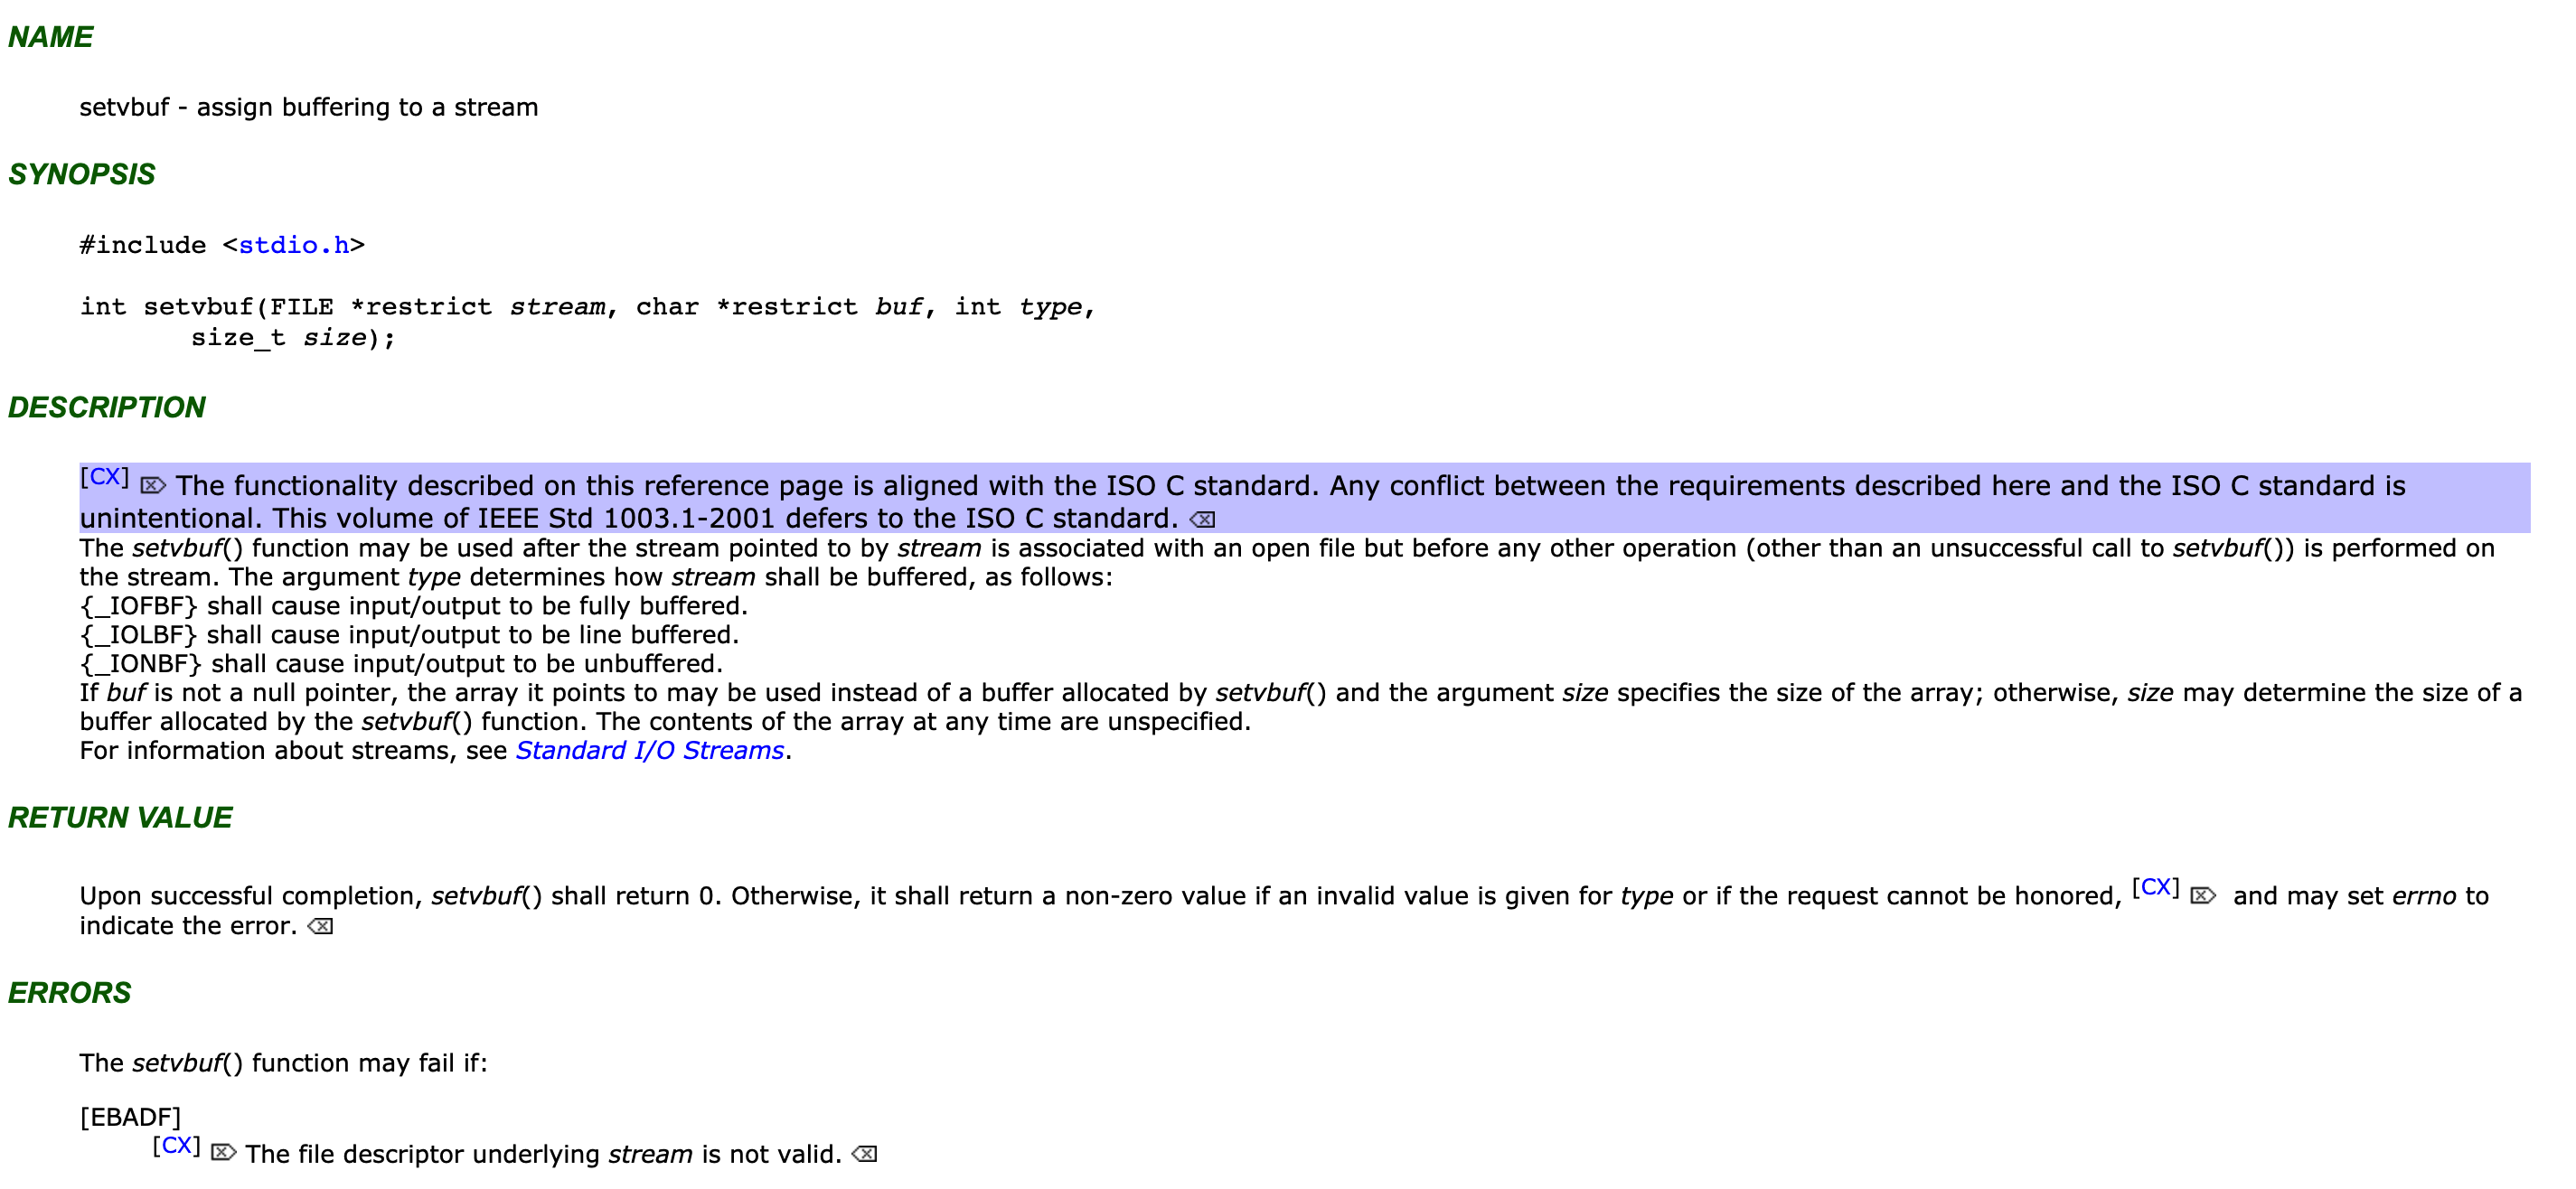 NAME
setvbuf - assign buffering to a stream
SYNOPSIS
#include <stdio.h>
int setvbuf(FILE *restrict stream, char *restrict buf, int type,
       size_t size);
DESCRIPTION
[CX] ⌦ The functionality described on this reference page is aligned with the ISO C standard. Any conflict between the requirements described here and the ISO C standard is
unintentional. This volume of IEEE Std 1003.1-2001 defers to the ISO C standard. ⌫
The setvbuf() function may be used after the stream pointed to by stream is associated with an open file but before any other operation (other than an unsuccessful call to setvbuf()) is performed on
the stream. The argument type determines how stream shall be buffered, as follows:
{_IOFBF} shall cause input/output to be fully buffered.
{_IOLBF} shall cause input/output to be line buffered.
{_IONBF} shall cause input/output to be unbuffered.
If buf is not a null pointer, the array it points to may be used instead of a buffer allocated by setvbuf() and the argument size specifies the size of the array; otherwise, size may determine the size of a
buffer allocated by the setvbuf() function. The contents of the array at any time are unspecified.
For information about streams, see Standard I/O Streams.
RETURN VALUE
Upon successful completion, setvbuf() shall return 0. Otherwise, it shall return a non-zero value if an invalid value is given for type or if the request cannot be honored, [CX] ⌦ and may set errno to
indicate the error. ⌫
ERRORS
The setvbuf() function may fail if:
[EBADF]
[CX] ⌦ The file descriptor underlying stream is not valid. ⌫